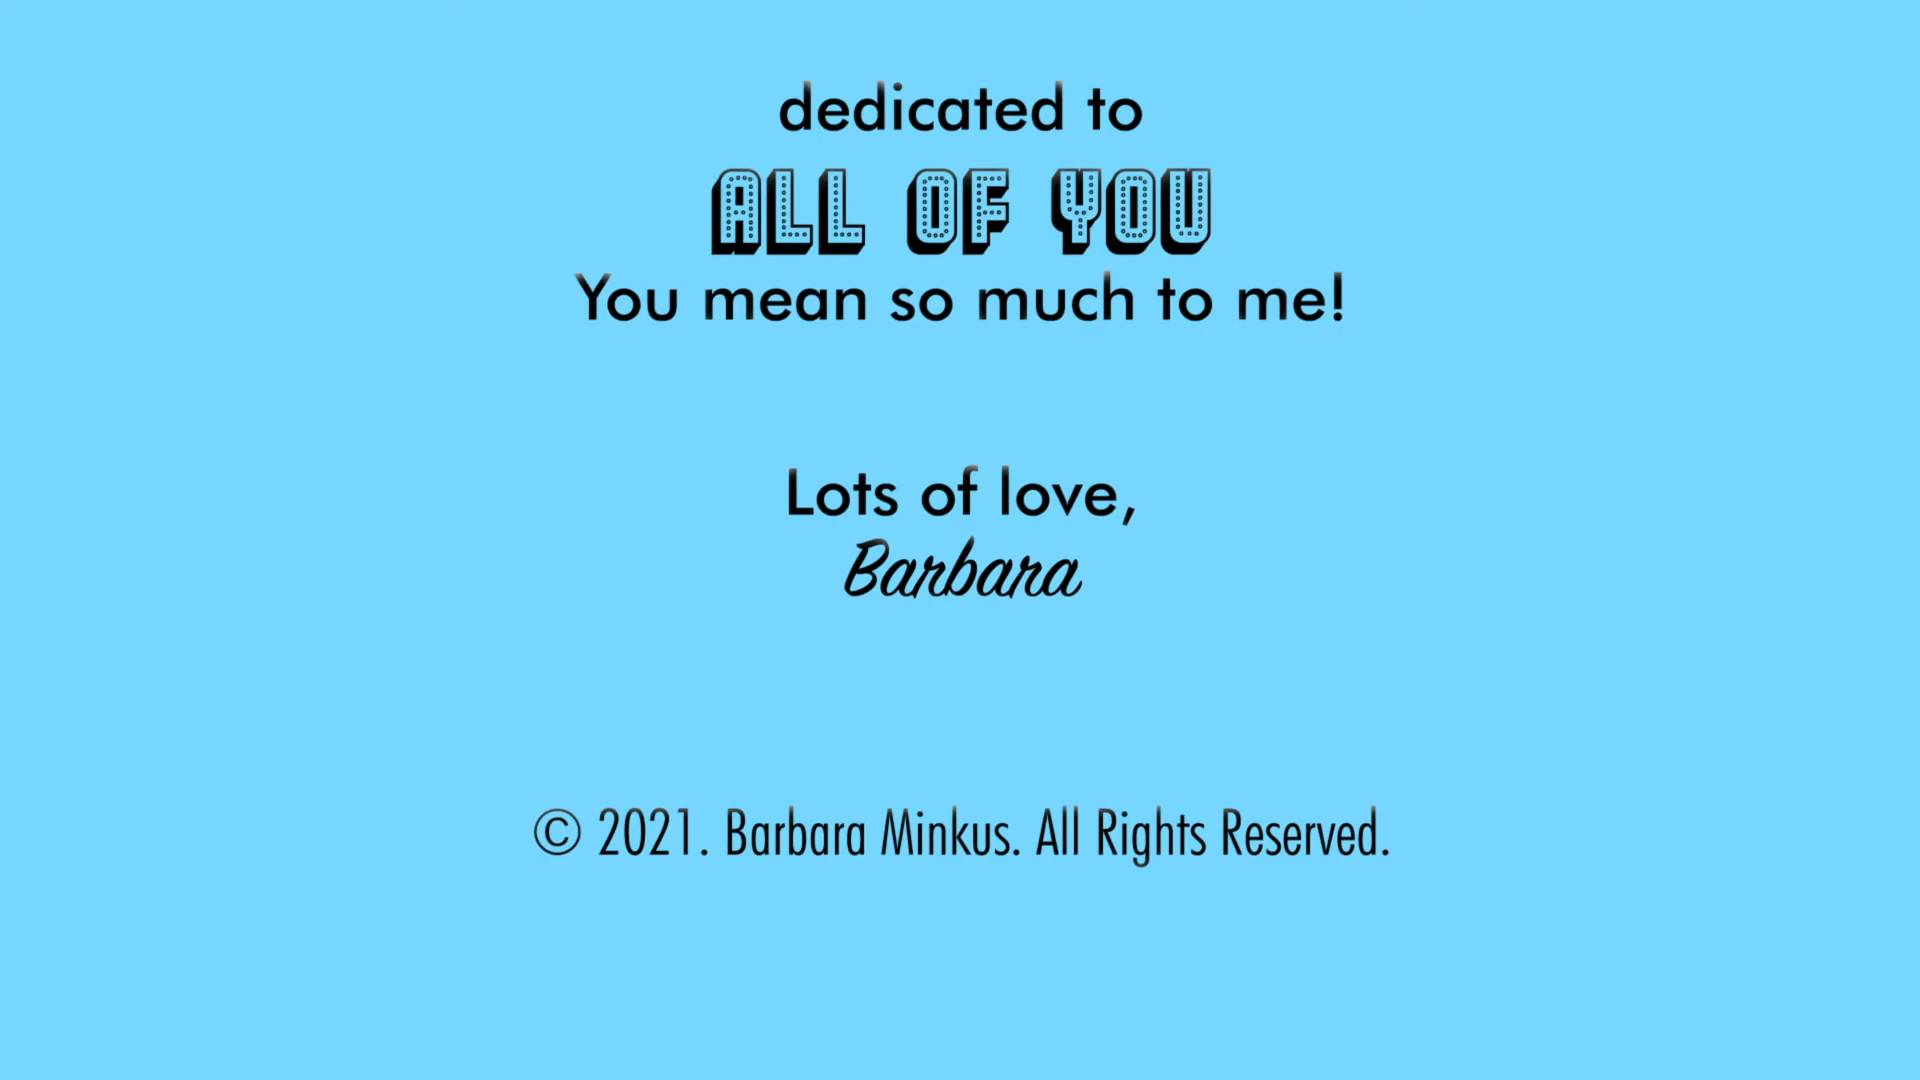 dedicated to
ALL OF YOU
You mean so much to me!
Lots of love,
Barbara
© 2021. Barbara Minkus. All Rights Reserved.